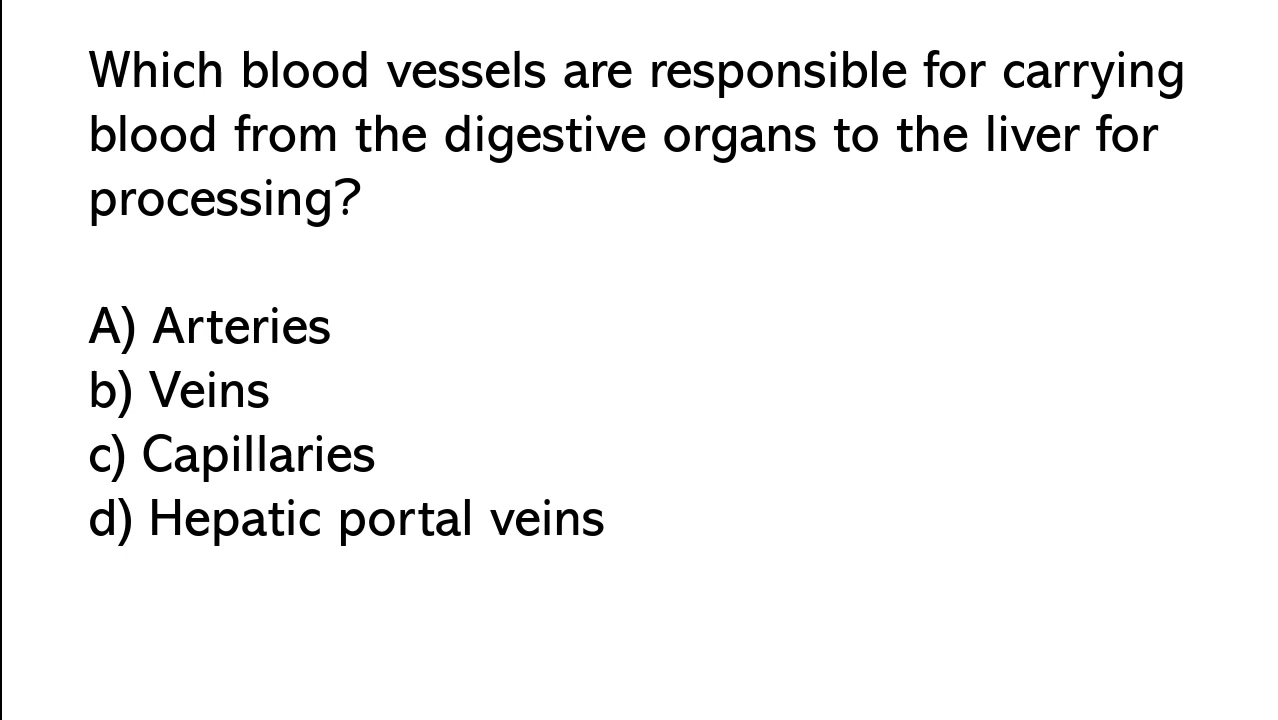 Which blood vessels are responsible for carrying
blood from the digestive organs to the liver for
processing?
A) Arteries
b) Veins
c) Capillaries
d) Hepatic portal veins